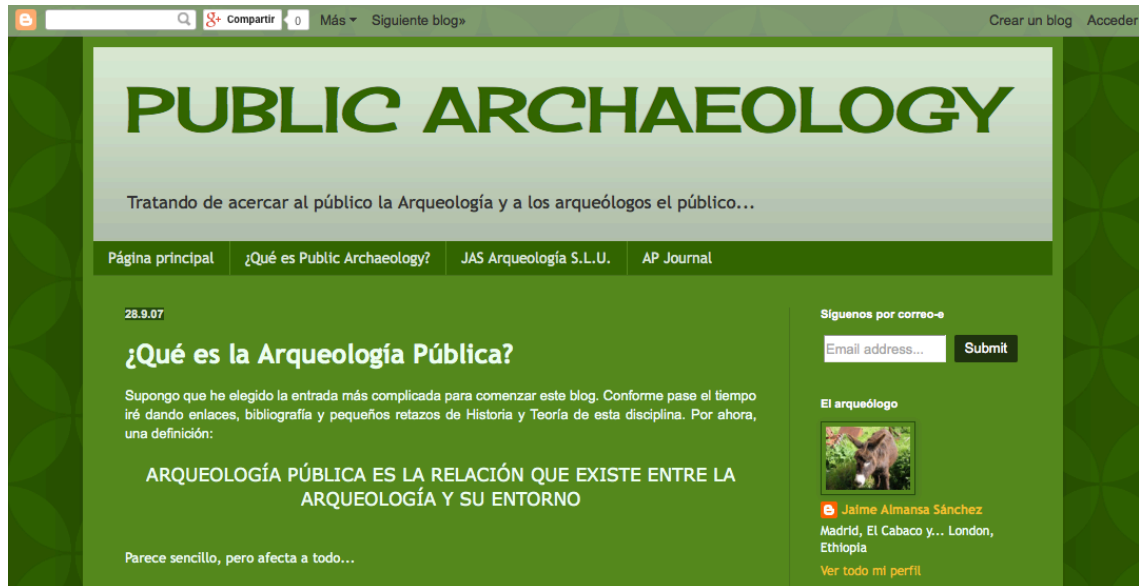 Compartir 0 Más Siguiente blog» Crear un blog Acceder
PUBLIC ARCHAEOLOGY
Tratando de acercar al público la Arqueología y a los arqueólogos el público...
Página principal ¿Qué es Public Archaeology? JAS Arqueología S.L.U. AP Journal
28.9.07
¿Qué es la Arqueología Pública?
Supongo que he elegido la entrada más complicada para comenzar este blog. Conforme pase el tiempo
iré dando enlaces, bibliografía y pequeños retazos de Historia y Teoría de esta disciplina. Por ahora,
una definición:
ARQUEOLOGÍA PÚBLICA ES LA RELACIÓN QUE EXISTE ENTRE LA
ARQUEOLOGÍA Y SU ENTORNO
Parece sencillo, pero afecta a todo...
Síguenos por correo-e
Email address... Submit
El arqueólogo
Jaime Almansa Sánchez
Madrid, El Cabaco y... London,
Ethiopia
Ver todo mi perfil